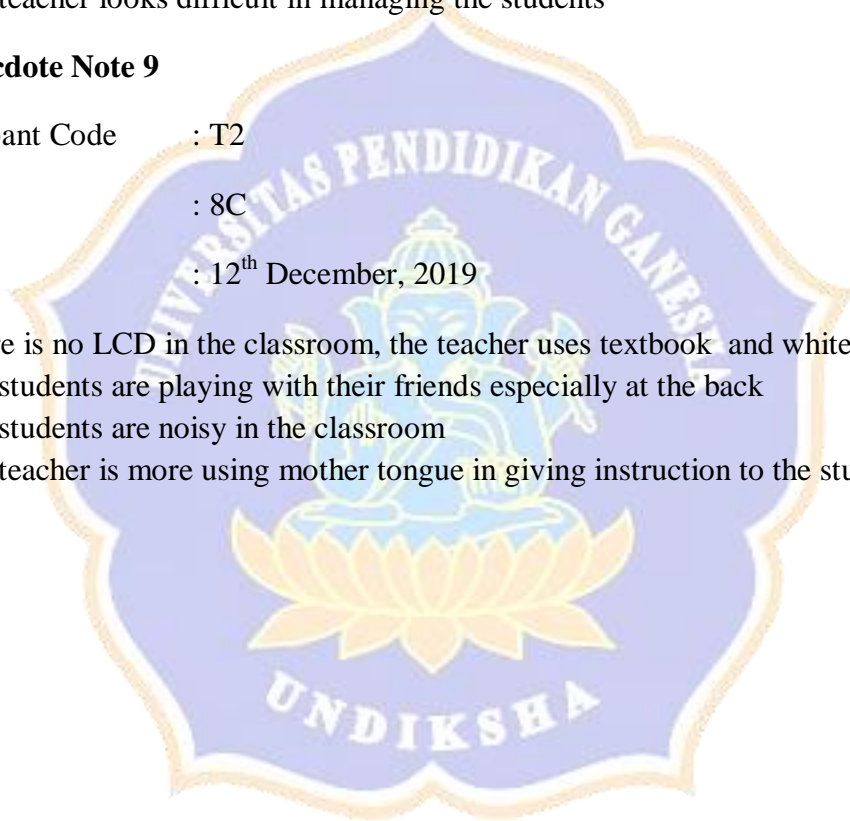 teacher looks difficult in managing the students
cdote Note 9
ant Code : T2
: 8C
: 12th December, 2019
e is no LCD in the classroom, the teacher uses textbook and white
students are playing with their friends especially at the back
students are noisy in the classroom
teacher is more using mother tongue in giving instruction to the stu
UNIVERSITAS PENDIDIKAN GANESHA
UNDIKSHA